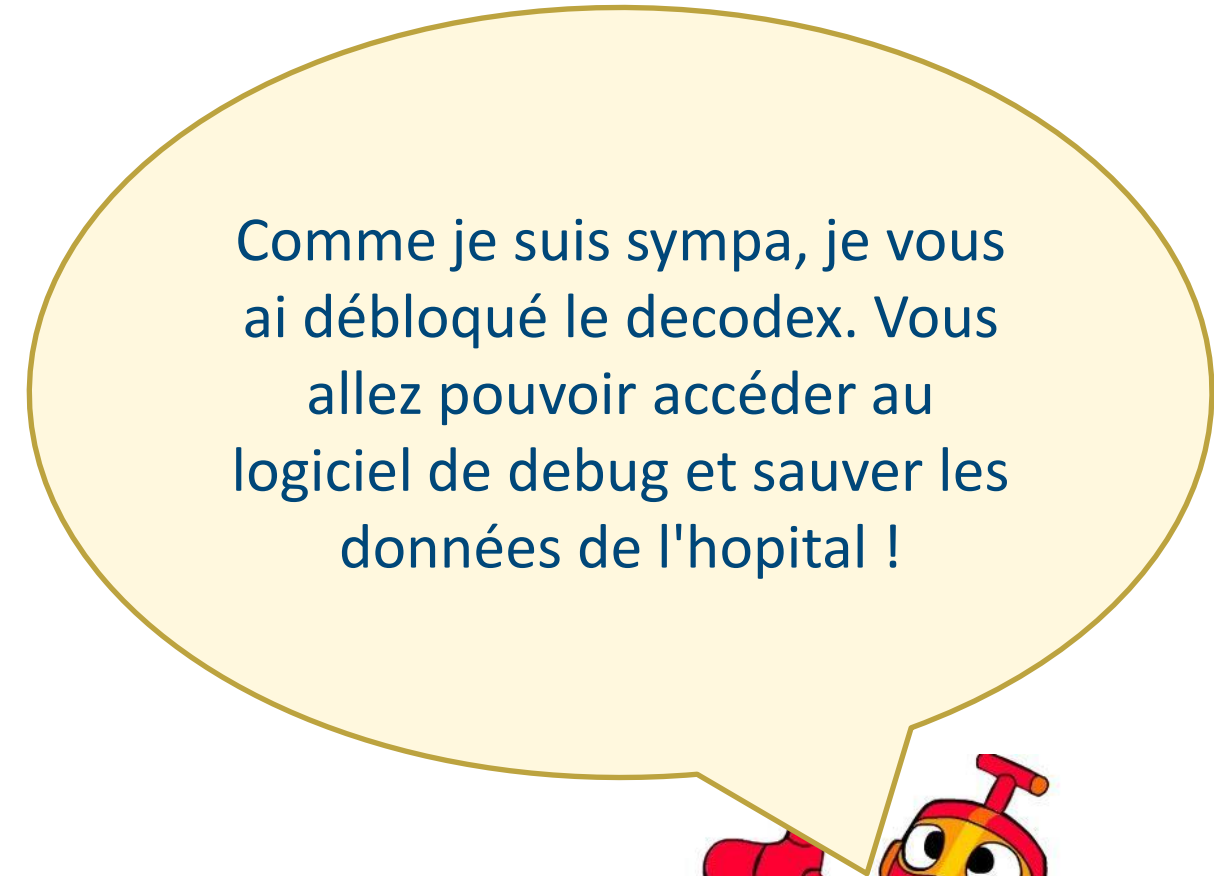 Comme je suis sympa, je vous
ai débloqué le decodex. Vous
allez pouvoir accéder au
logiciel de debug et sauver les
données de l'hopital !